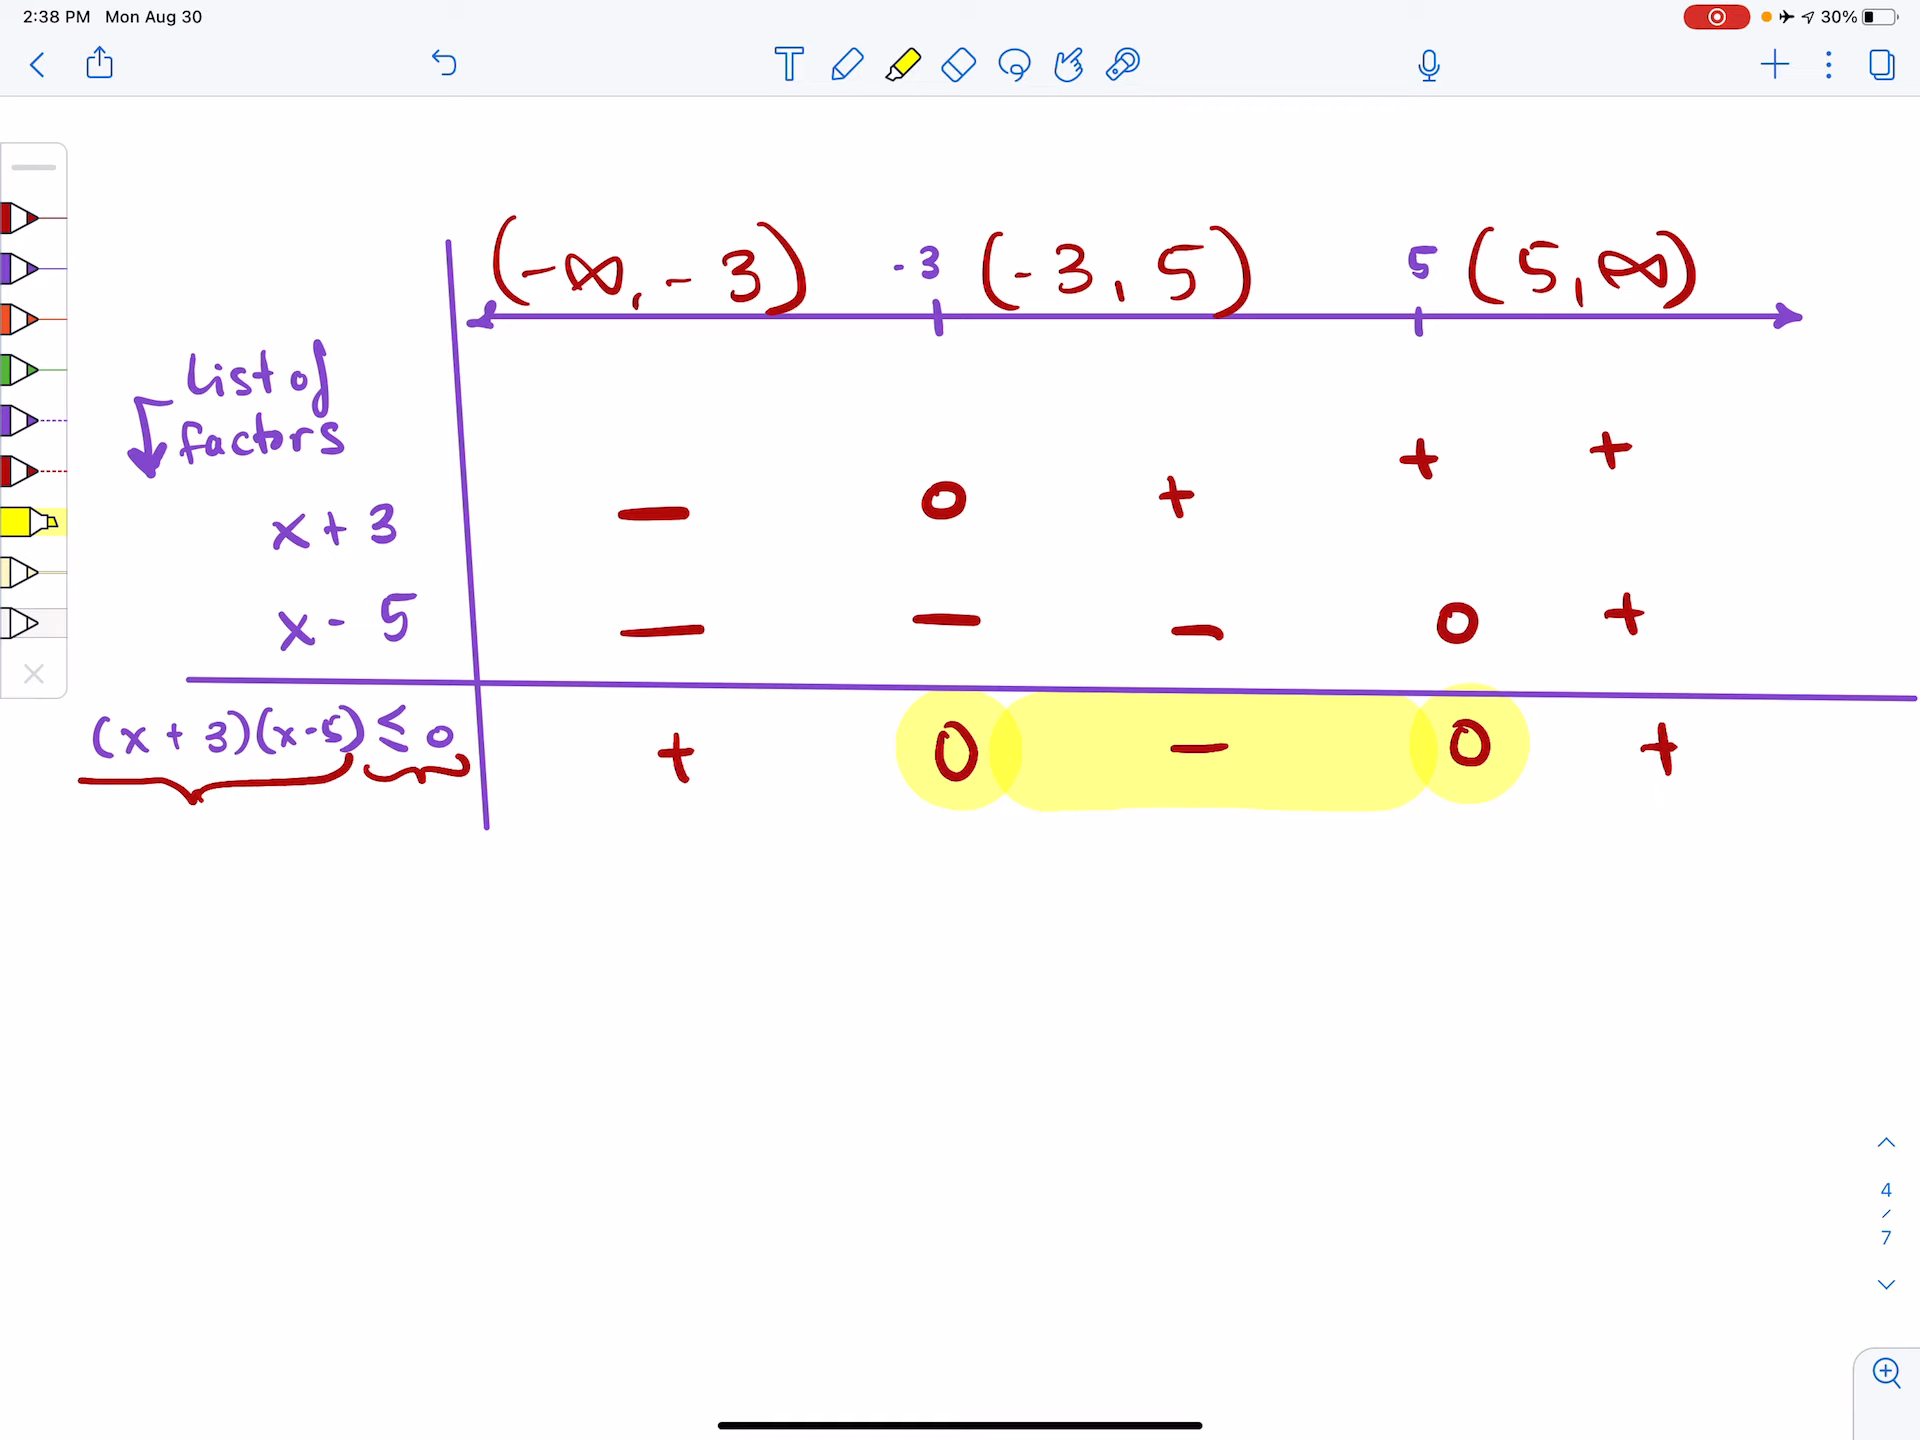 2:38 PM Mon Aug 30
30%
T
(-∞, -3) -3 (-3, 5) 5 (5, ∞)
List of
factors
x + 3 − 0 + + +
x - 5 − − − 0 +
(x + 3)(x-5) ≤ 0 + 0 − 0 +
4
/
7